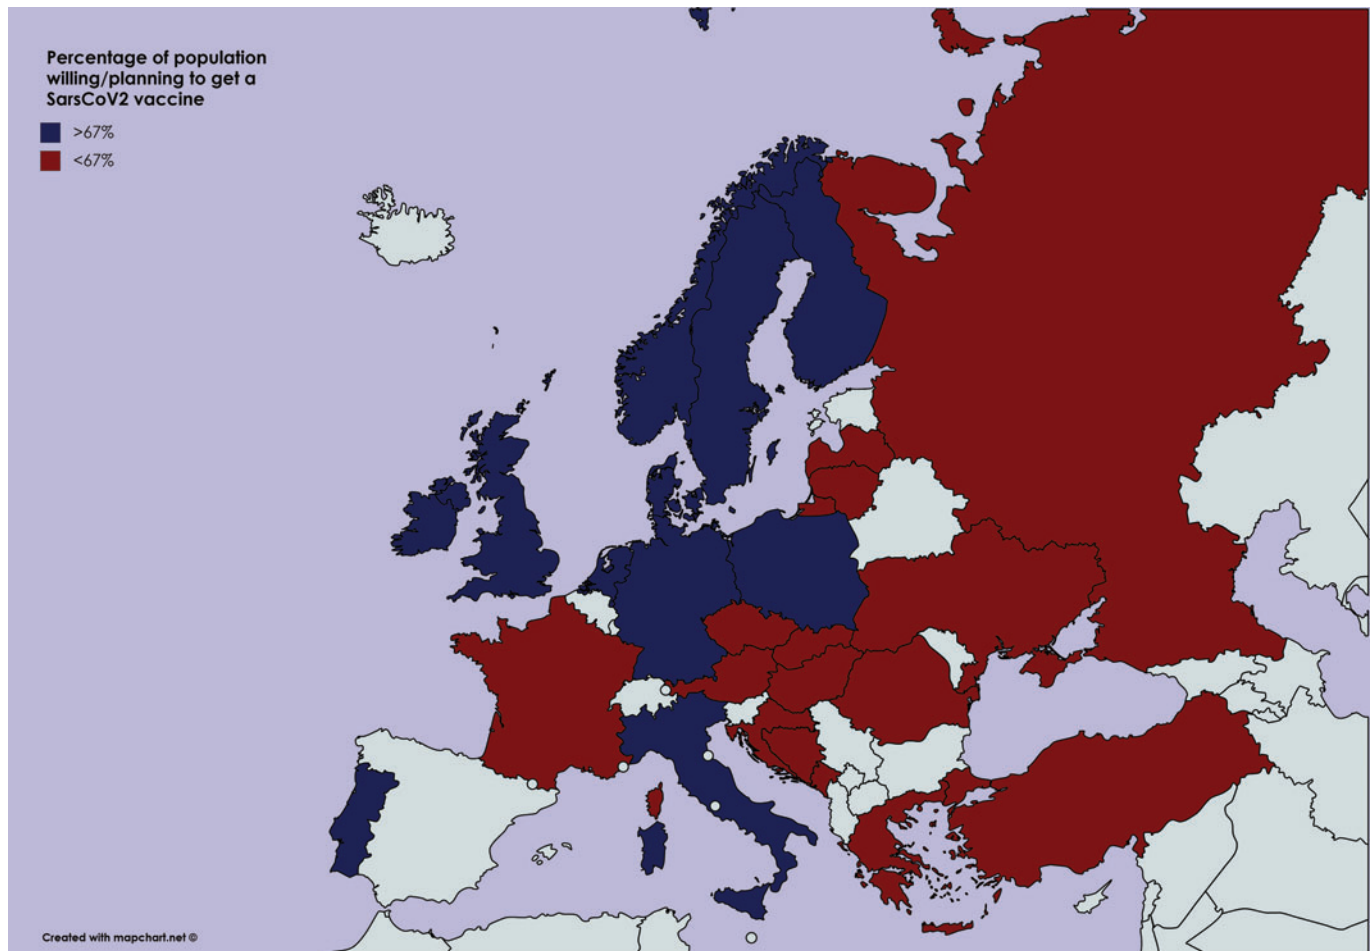 Percentage of population
willing/planning to get a
SarsCoV2 vaccine
>67%
<67%
Created with mapchart.net ©